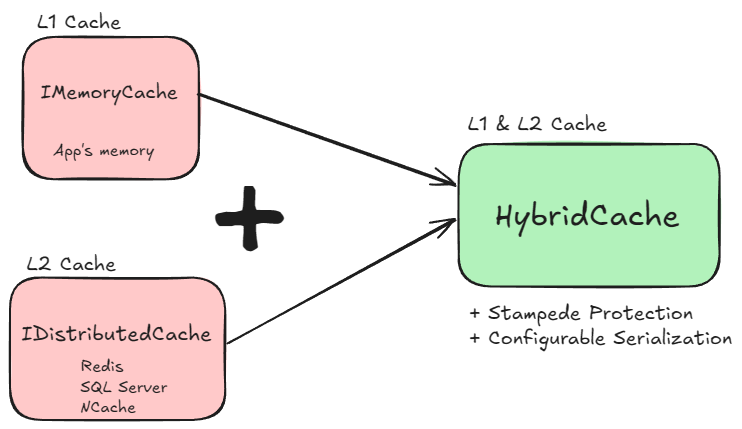 L1 Cache
IMemoryCache
App's memory
L2 Cache
IDistributedCache
Redis
SQL Server
NCache
L1 & L2 Cache
HybridCache
+ Stampede Protection
+ Configurable Serialization